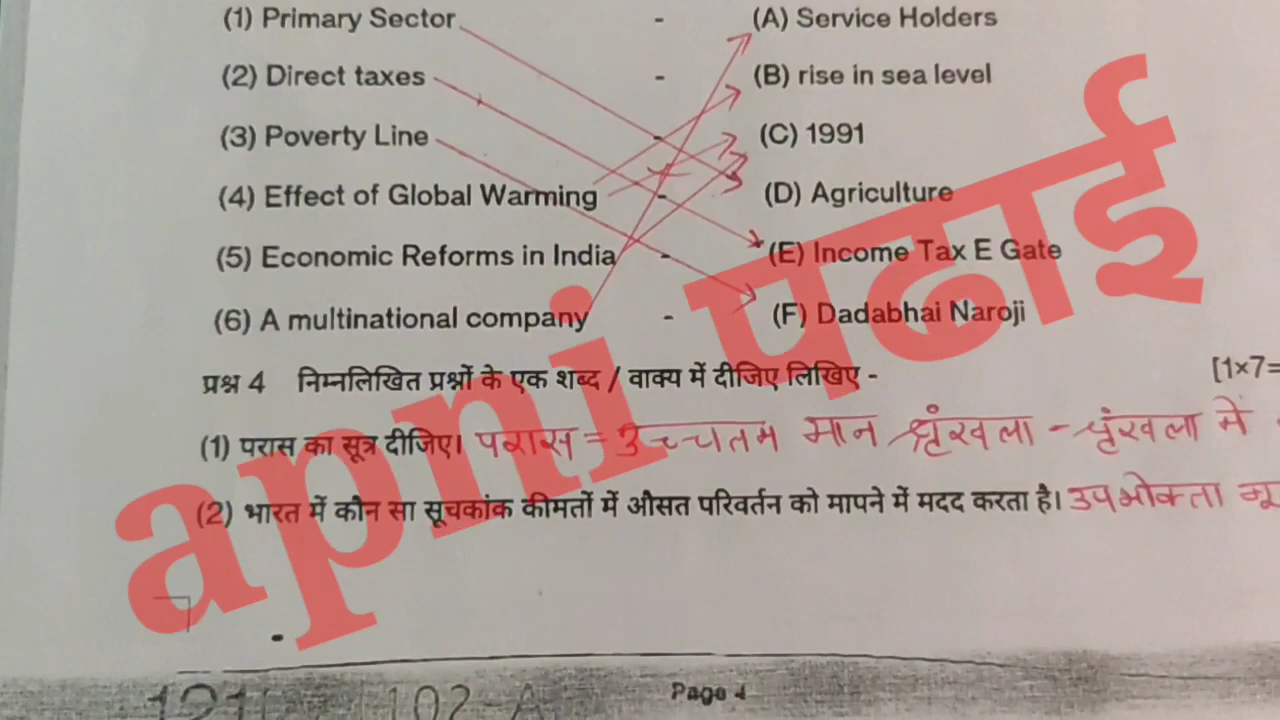 (1) Primary Sector - (A) Service Holders
(2) Direct taxes - (B) rise in sea level
(3) Poverty Line - (C) 1991
(4) Effect of Global Warming - (D) Agriculture
(5) Economic Reforms in India - (E) Income Tax E Gate
(6) A multinational company - (F) Dadabhai Naroji
प्रश्न 4 निम्नलिखित प्रश्नों के एक शब्द / वाक्य में दीजिए लिखिए - [1×7=
(1) परास का सूत्र दीजिए। परास = उच्चतम मान श्रृंखला - श्रृंखला में
(2) भारत में कौन सा सूचकांक कीमतों में औसत परिवर्तन को मापने में मदद करता है। उपभोक्ता
apni पढाई
Page 4